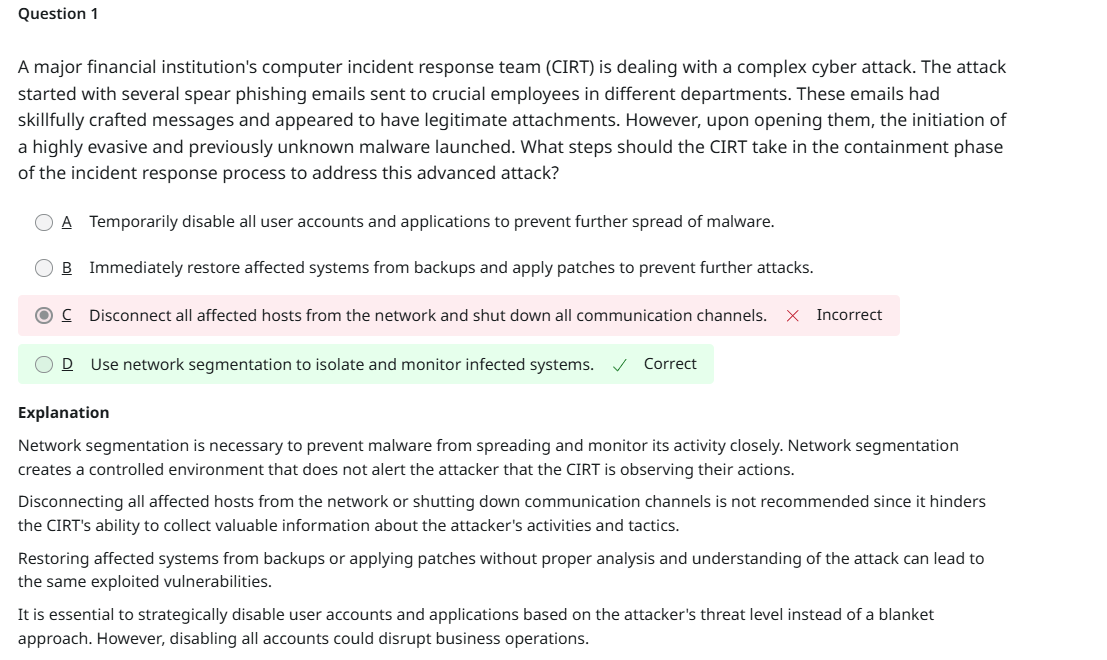 Question 1
A major financial institution's computer incident response team (CIRT) is dealing with a complex cyber attack. The attack
started with several spear phishing emails sent to crucial employees in different departments. These emails had
skillfully crafted messages and appeared to have legitimate attachments. However, upon opening them, the initiation of
a highly evasive and previously unknown malware launched. What steps should the CIRT take in the containment phase
of the incident response process to address this advanced attack?
A Temporarily disable all user accounts and applications to prevent further spread of malware.
B Immediately restore affected systems from backups and apply patches to prevent further attacks.
C Disconnect all affected hosts from the network and shut down all communication channels. Incorrect
D Use network segmentation to isolate and monitor infected systems. Correct
Explanation
Network segmentation is necessary to prevent malware from spreading and monitor its activity closely. Network segmentation
creates a controlled environment that does not alert the attacker that the CIRT is observing their actions.
Disconnecting all affected hosts from the network or shutting down communication channels is not recommended since it hinders
the CIRT's ability to collect valuable information about the attacker's activities and tactics.
Restoring affected systems from backups or applying patches without proper analysis and understanding of the attack can lead to
the same exploited vulnerabilities.
It is essential to strategically disable user accounts and applications based on the attacker's threat level instead of a blanket
approach. However, disabling all accounts could disrupt business operations.